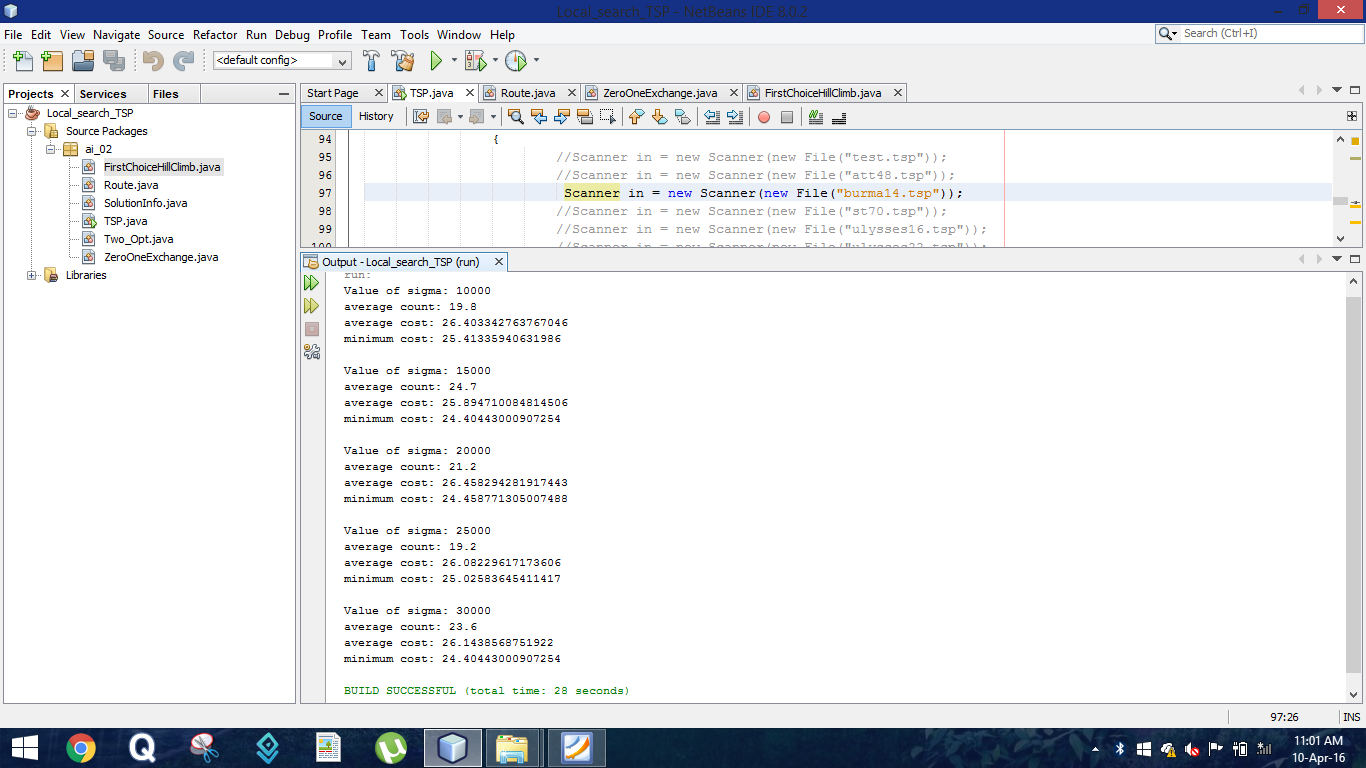 Local_search_TSP - NetBeans IDE 8.0.2
File Edit View Navigate Source Refactor Run Debug Profile Team Tools Window Help
Search (Ctrl+I)
<default config>
Projects Services Files
Local_search_TSP
Source Packages
ai_02
FirstChoiceHillClimb.java
Route.java
SolutionInfo.java
TSP.java
Two_Opt.java
ZeroOneExchange.java
Libraries
Start Page TSP.java Route.java ZeroOneExchange.java FirstChoiceHillClimb.java
Source History
94 {
95 //Scanner in = new Scanner(new File("test.tsp"));
96 //Scanner in = new Scanner(new File("att48.tsp"));
97 Scanner in = new Scanner(new File("burma14.tsp"));
98 //Scanner in = new Scanner(new File("st70.tsp"));
99 //Scanner in = new Scanner(new File("ulysses16.tsp"));
100 //Scanner in = new Scanner(new File("ulysses22.tsp"));
Output - Local_search_TSP (run)
run:
Value of sigma: 10000
average count: 19.8
average cost: 26.403342763767046
minimum cost: 25.41335940631986
Value of sigma: 15000
average count: 24.7
average cost: 25.894710084814506
minimum cost: 24.40443000907254
Value of sigma: 20000
average count: 21.2
average cost: 26.458294281917443
minimum cost: 24.458771305007488
Value of sigma: 25000
average count: 19.2
average cost: 26.08229617173606
minimum cost: 25.02583645411417
Value of sigma: 30000
average count: 23.6
average cost: 26.1438568751922
minimum cost: 24.40443000907254
BUILD SUCCESSFUL (total time: 28 seconds)
97:26 INS
11:01 AM
10-Apr-16